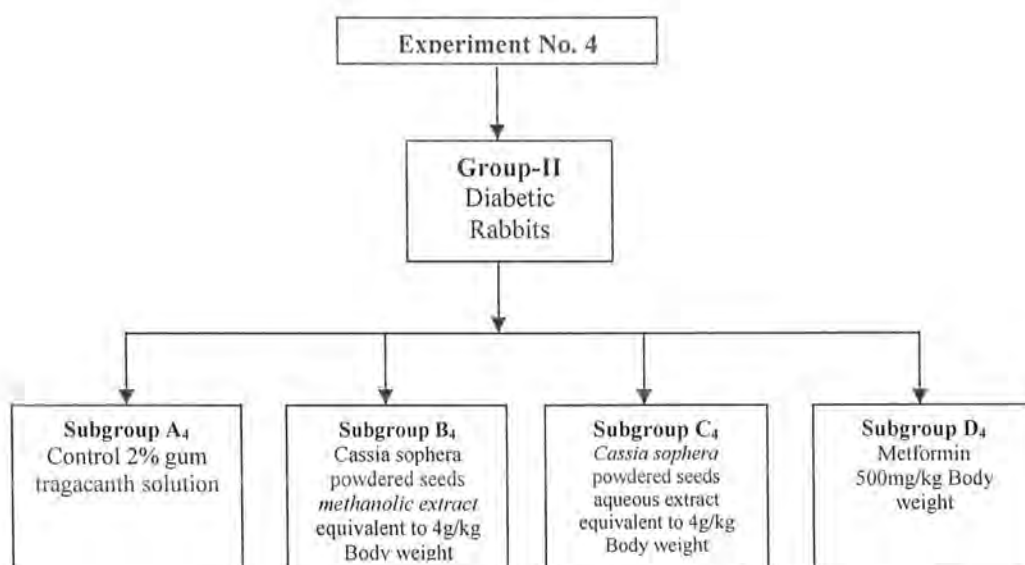 Experiment No. 4
Group-II
Diabetic
Rabbits
Subgroup A₄
Control 2% gum
tragacanth solution
Subgroup B₄
Cassia sophera
powdered seeds
methanolic extract
equivalent to 4g/kg
Body weight
Subgroup C₄
Cassia sophera
powdered seeds
aqueous extract
equivalent to 4g/kg
Body weight
Subgroup D₄
Metformin
500mg/kg Body
weight